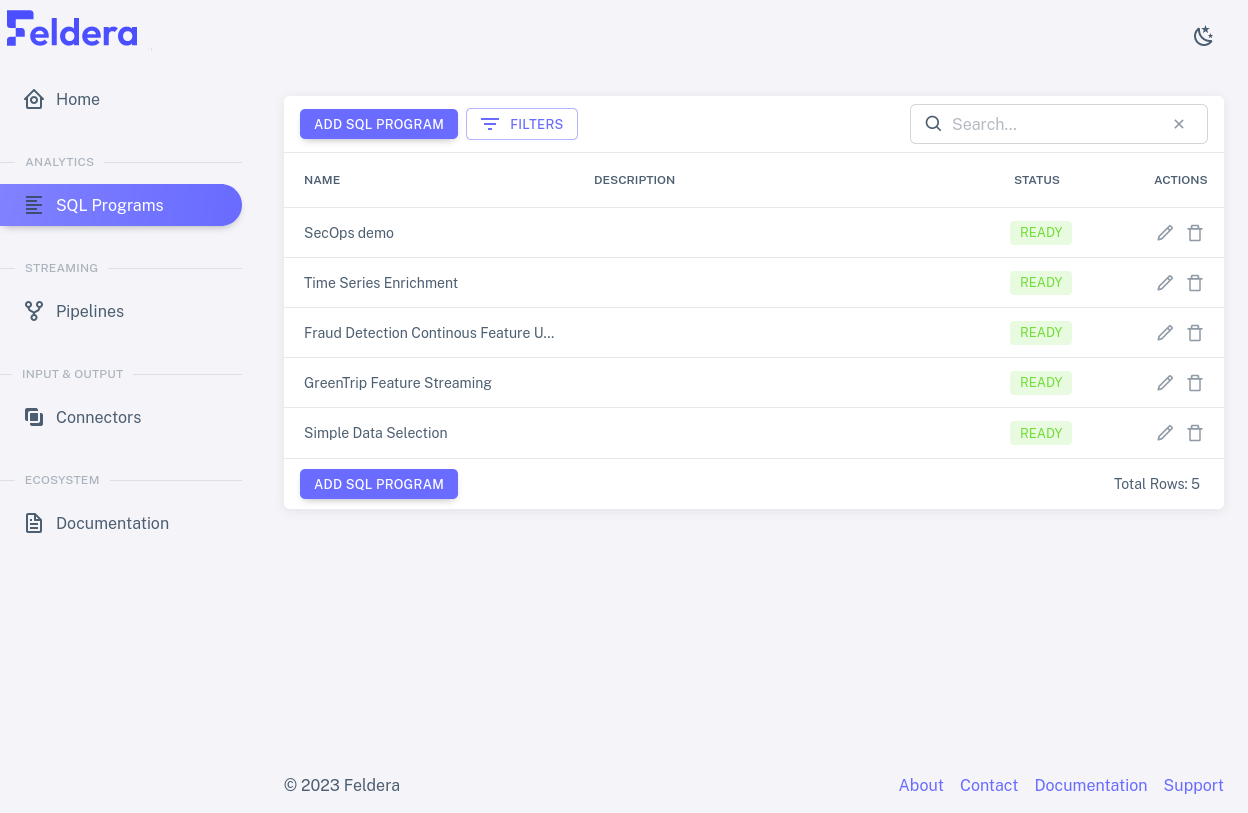 Feldera
Home
ANALYTICS
SQL Programs
STREAMING
Pipelines
INPUT & OUTPUT
Connectors
ECOSYSTEM
Documentation
ADD SQL PROGRAM FILTERS Search...
NAME DESCRIPTION STATUS ACTIONS
SecOps demo READY
Time Series Enrichment READY
Fraud Detection Continous Feature U... READY
GreenTrip Feature Streaming READY
Simple Data Selection READY
ADD SQL PROGRAM Total Rows: 5
© 2023 Feldera About Contact Documentation Support